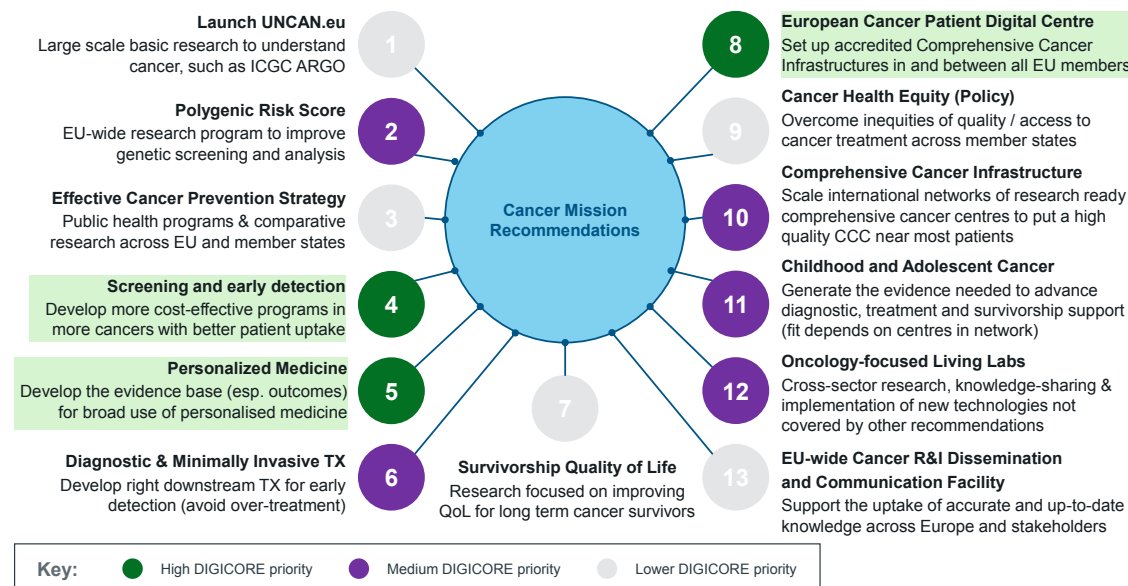 Launch UNCAN.eu
Large scale basic research to understand
cancer, such as ICGC ARGO
1
Polygenic Risk Score
EU-wide research program to improve
genetic screening and analysis
2
Effective Cancer Prevention Strategy
Public health programs & comparative
research across EU and member states
3
Screening and early detection
Develop more cost-effective programs in
more cancers with better patient uptake
4
Personalized Medicine
Develop the evidence base (esp. outcomes)
for broad use of personalised medicine
5
Diagnostic & Minimally Invasive TX
Develop right downstream TX for early
detection (avoid over-treatment)
6
Cancer Mission
Recommendations
7
Survivorship Quality of Life
Research focused on improving
QoL for long term cancer survivors
8
European Cancer Patient Digital Centre
Set up accredited Comprehensive Cancer
Infrastructures in and between all EU members
9
Cancer Health Equity (Policy)
Overcome inequities of quality / access to
cancer treatment across member states
10
Comprehensive Cancer Infrastructure
Scale international networks of research ready
comprehensive cancer centres to put a high
quality CCC near most patients
11
Childhood and Adolescent Cancer
Generate the evidence needed to advance
diagnostic, treatment and survivorship support
(fit depends on centres in network)
12
Oncology-focused Living Labs
Cross-sector research, knowledge-sharing &
implementation of new technologies not
covered by other recommendations
13
EU-wide Cancer R&I Dissemination
and Communication Facility
Support the uptake of accurate and up-to-date
knowledge across Europe and stakeholders
Key:
High DIGICORE priority
Medium DIGICORE priority
Lower DIGICORE priority